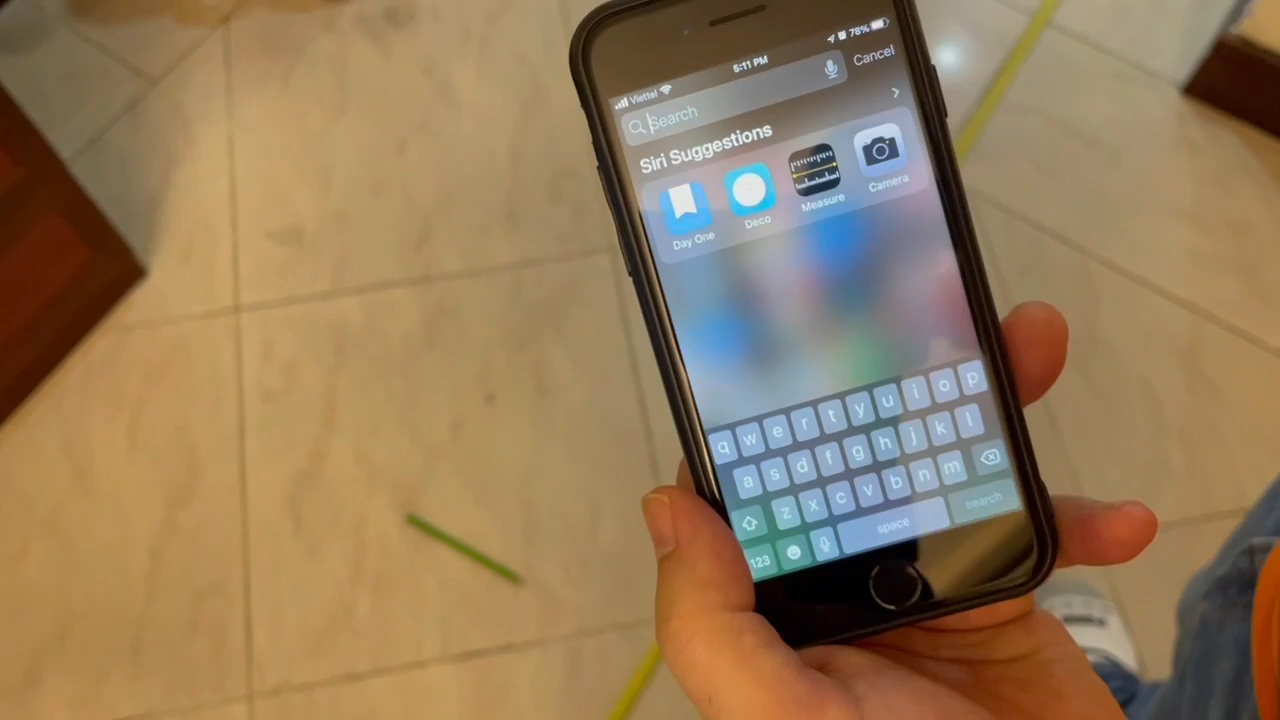 Viettel 5:11 PM 78%
Search Cancel
Siri Suggestions
Day One Deco Measure Camera
q w e r t y u i o p
a s d f g h j k l
z x c v b n m
123 space search